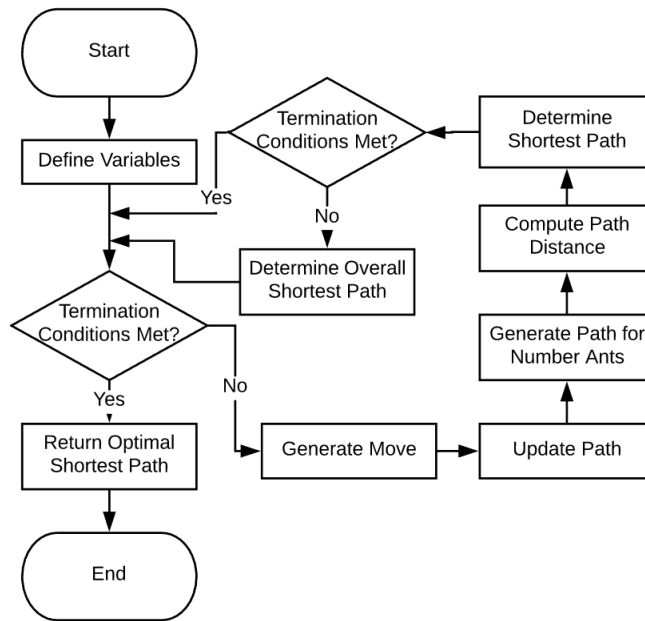 Start
Define Variables
Termination
Conditions Met?
Yes
No
Determine Overall
Shortest Path
Determine
Shortest Path
Compute Path
Distance
Generate Path for
Number Ants
Termination
Conditions Met?
Yes
No
Return Optimal
Shortest Path
Generate Move
Update Path
End